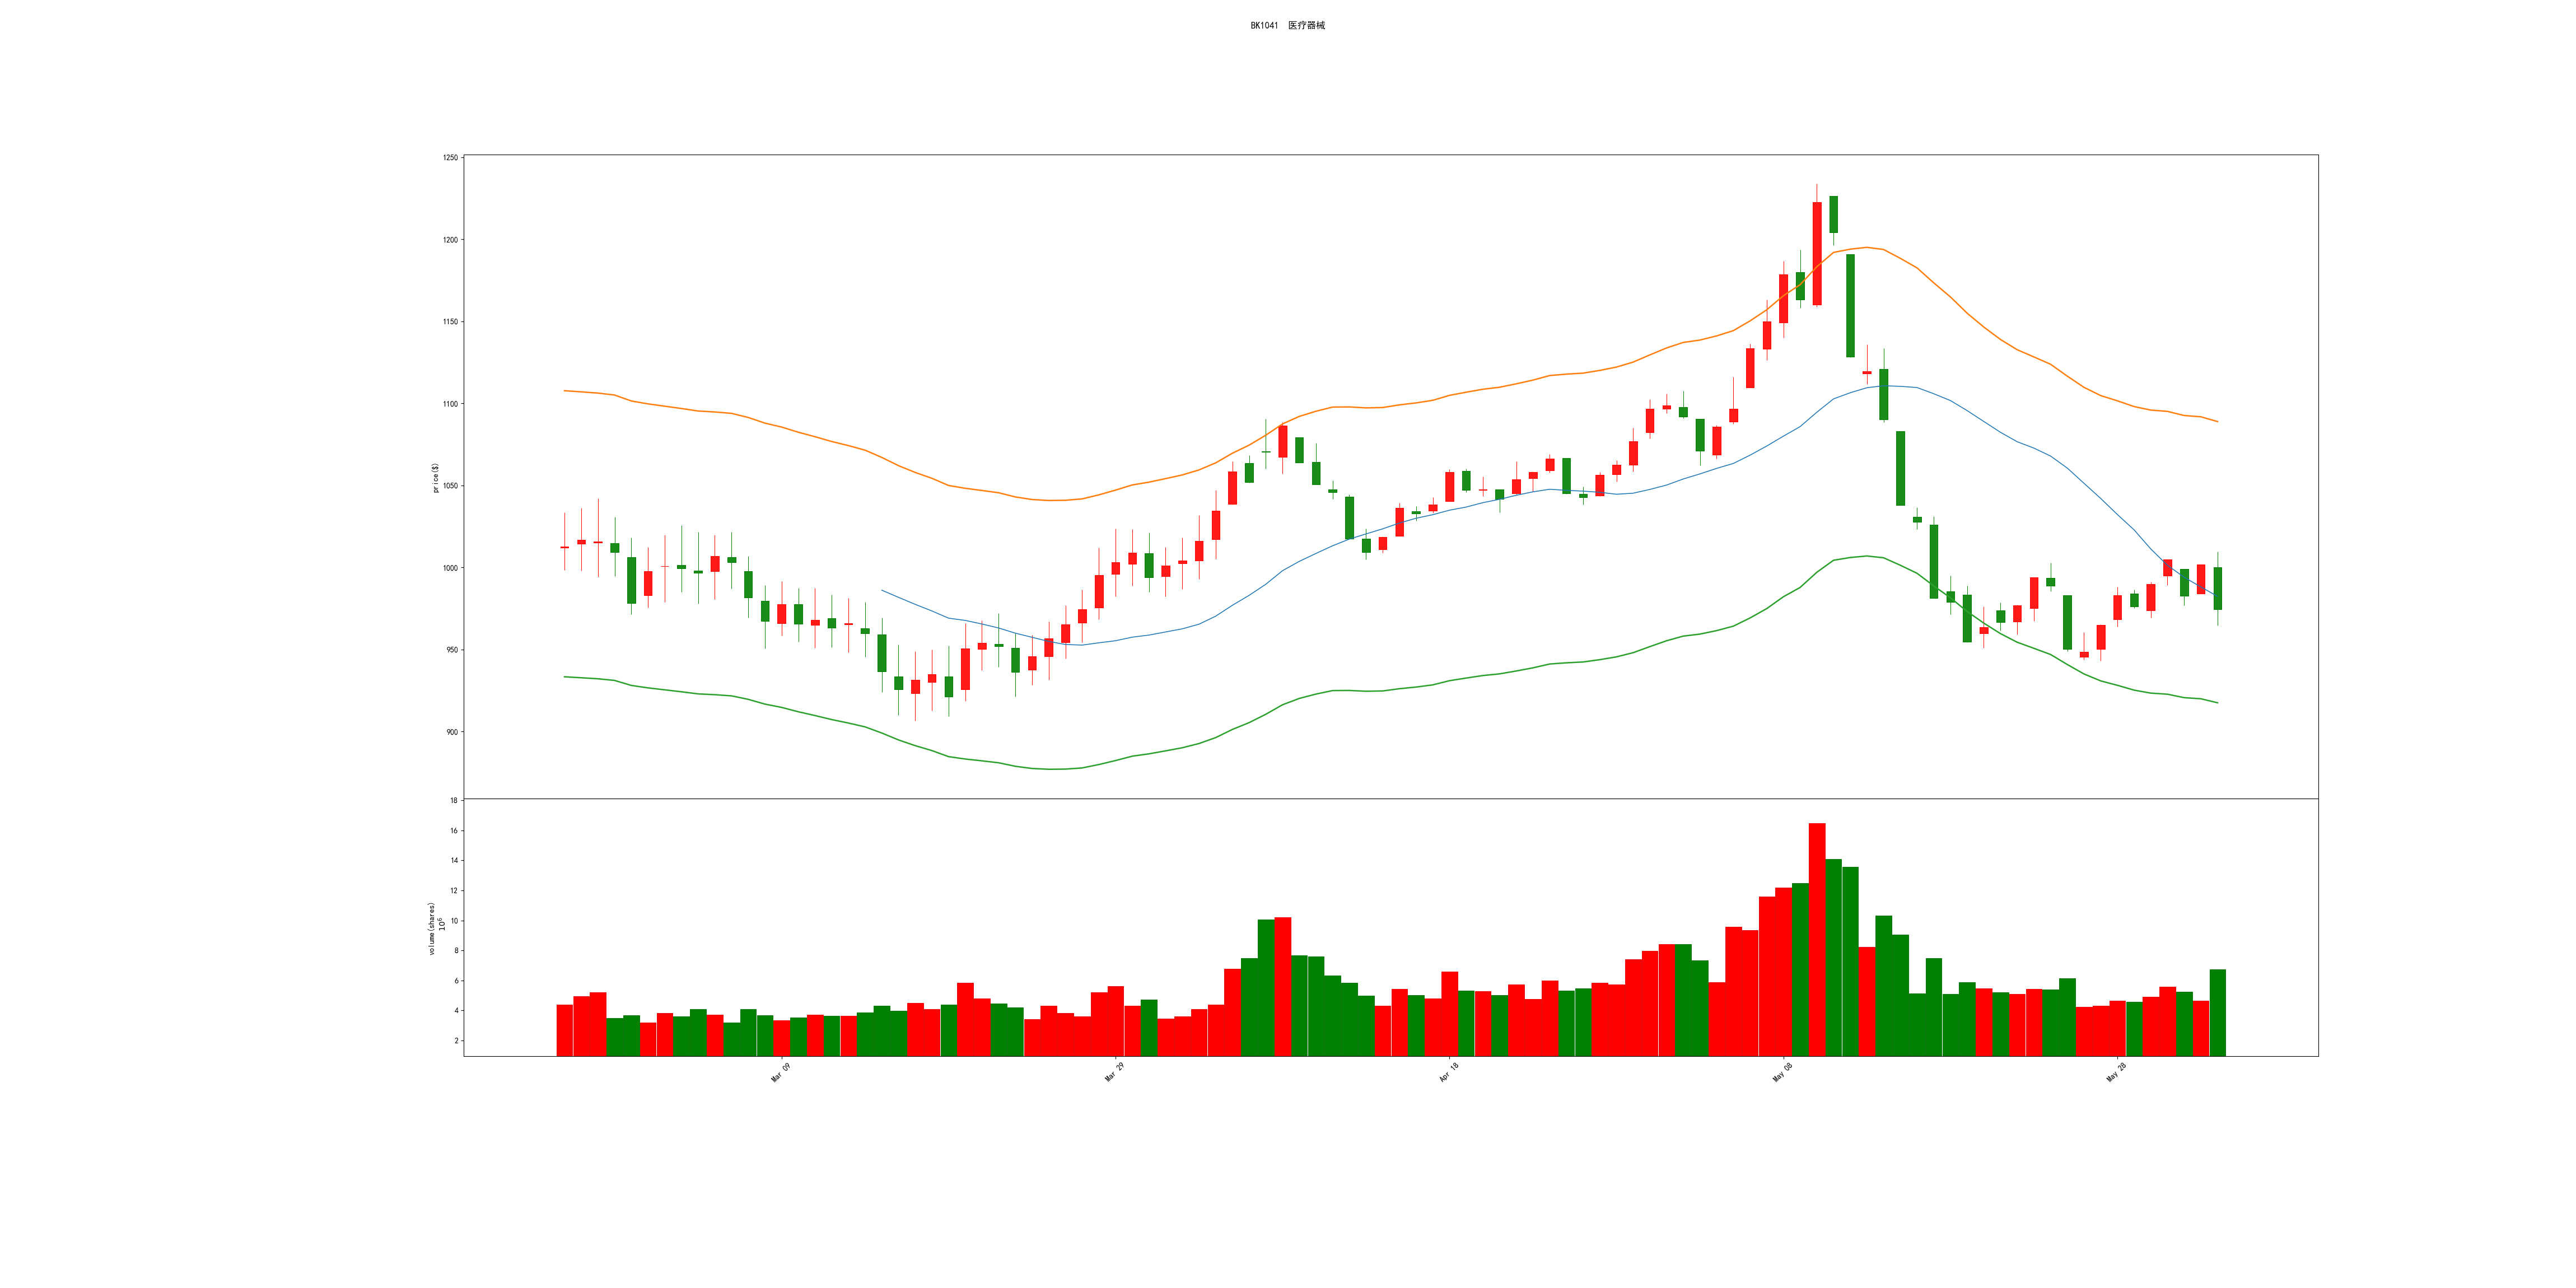 BK1041 医疗器械
1250
1200
1150
1100
1050
1000
950
900
price($)
18
16
14
12
10
8
6
4
2
volume(shares)
10^6
Mar 09
Mar 29
Apr 18
May 08
May 28